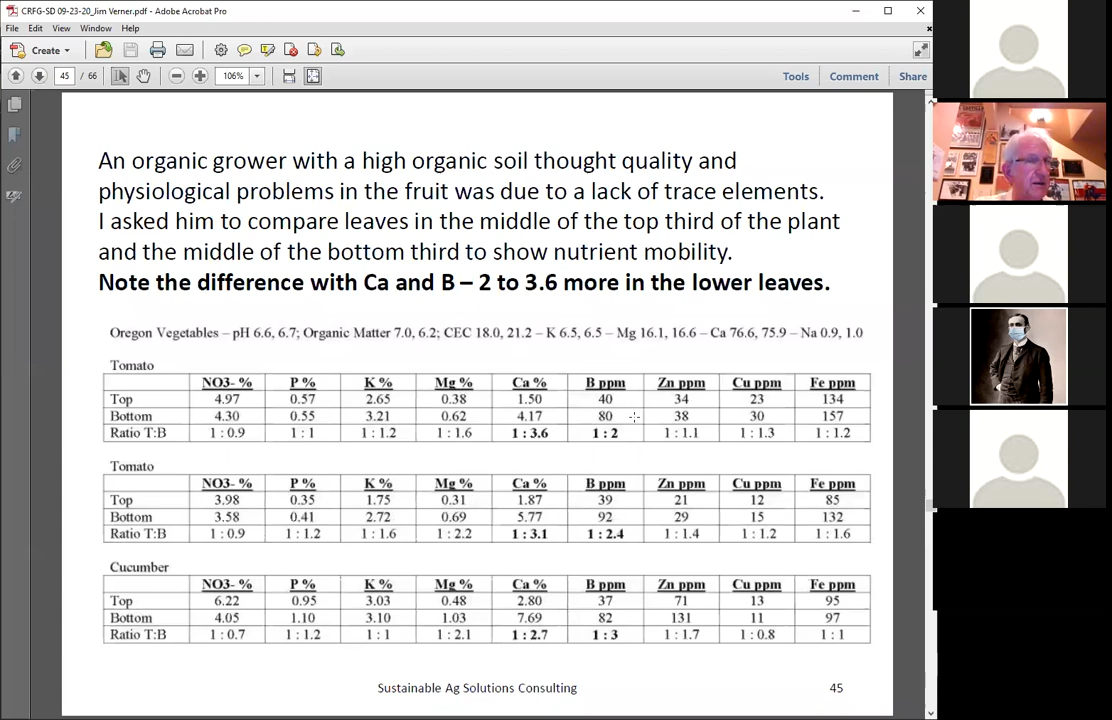 CRFG-SD 09-23-20_Jim Verner.pdf - Adobe Acrobat Pro
File Edit View Window Help
Create
45 / 66 106% Tools Comment Share
An organic grower with a high organic soil thought quality and
physiological problems in the fruit was due to a lack of trace elements.
I asked him to compare leaves in the middle of the top third of the plant
and the middle of the bottom third to show nutrient mobility.
Note the difference with Ca and B – 2 to 3.6 more in the lower leaves.
Oregon Vegetables – pH 6.6, 6.7; Organic Matter 7.0, 6.2; CEC 18.0, 21.2 – K 6.5, 6.5 – Mg 16.1, 16.6 – Ca 76.6, 75.9 – Na 0.9, 1.0
Tomato
NO3- % P % K % Mg % Ca % B ppm Zn ppm Cu ppm Fe ppm
Top 4.97 0.57 2.65 0.38 1.50 40 34 23 134
Bottom 4.30 0.55 3.21 0.62 4.17 80 38 30 157
Ratio T:B 1 : 0.9 1 : 1 1 : 1.2 1 : 1.6 1 : 3.6 1 : 2 1 : 1.1 1 : 1.3 1 : 1.2
Tomato
NO3- % P % K % Mg % Ca % B ppm Zn ppm Cu ppm Fe ppm
Top 3.98 0.35 1.75 0.31 1.87 39 21 12 85
Bottom 3.58 0.41 2.72 0.69 5.77 92 29 15 132
Ratio T:B 1 : 0.9 1 : 1.2 1 : 1.6 1 : 2.2 1 : 3.1 1 : 2.4 1 : 1.4 1 : 1.2 1 : 1.6
Cucumber
NO3- % P % K % Mg % Ca % B ppm Zn ppm Cu ppm Fe ppm
Top 6.22 0.95 3.03 0.48 2.80 37 71 13 95
Bottom 4.05 1.10 3.10 1.03 7.69 82 131 11 97
Ratio T:B 1 : 0.7 1 : 1.2 1 : 1 1 : 2.1 1 : 2.7 1 : 3 1 : 1.7 1 : 0.8 1 : 1
Sustainable Ag Solutions Consulting 45